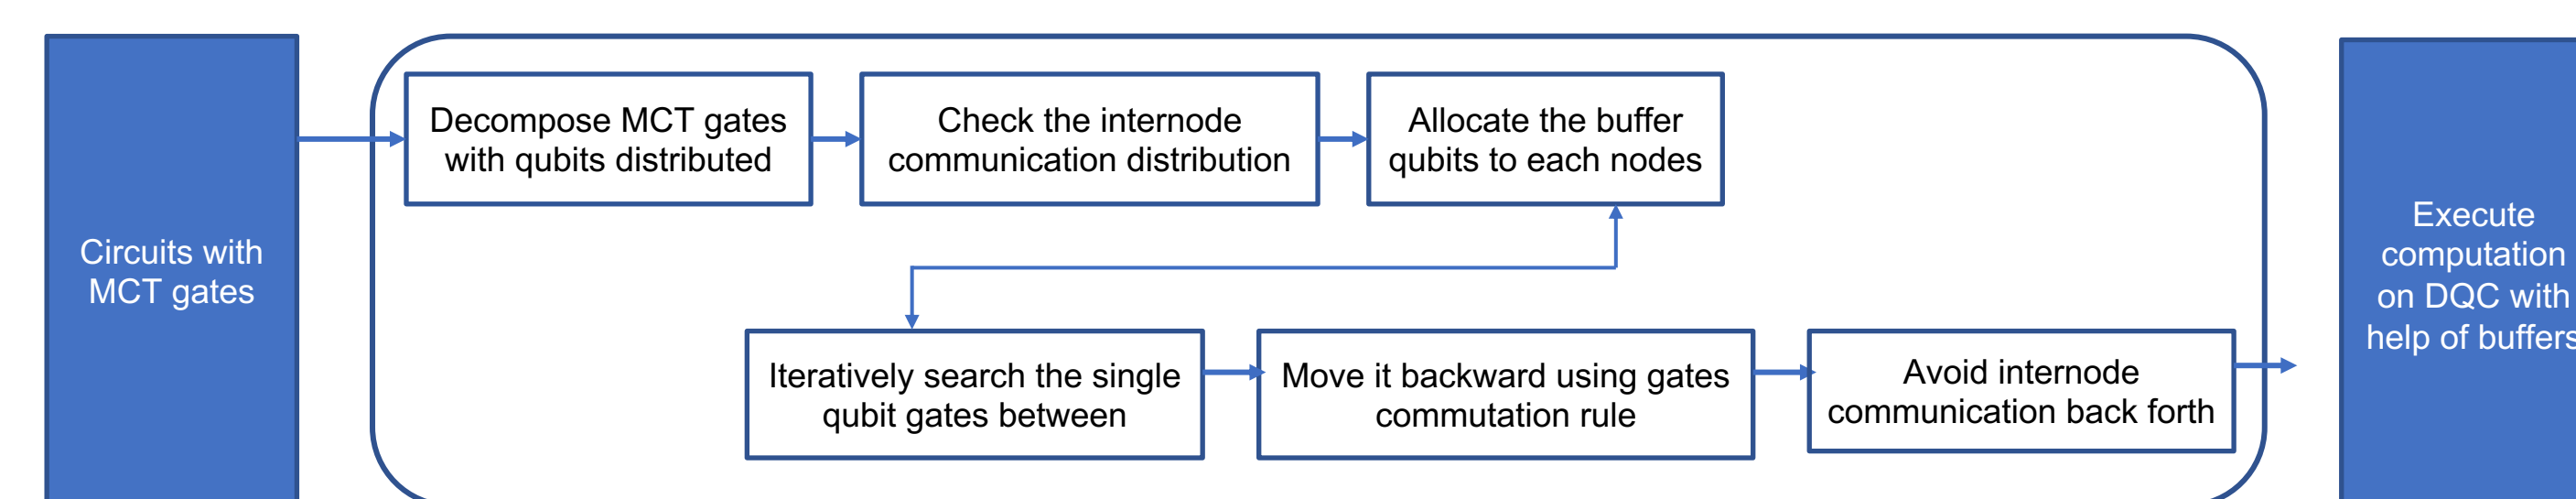 Circuits with
MCT gates
Decompose MCT gates
with qubits distributed
Check the internode
communication distribution
Allocate the buffer
qubits to each nodes
Iteratively search the single
qubit gates between
Move it backward using gates
commutation rule
Avoid internode
communication back forth
Execute
computation
on DQC with
help of buffers